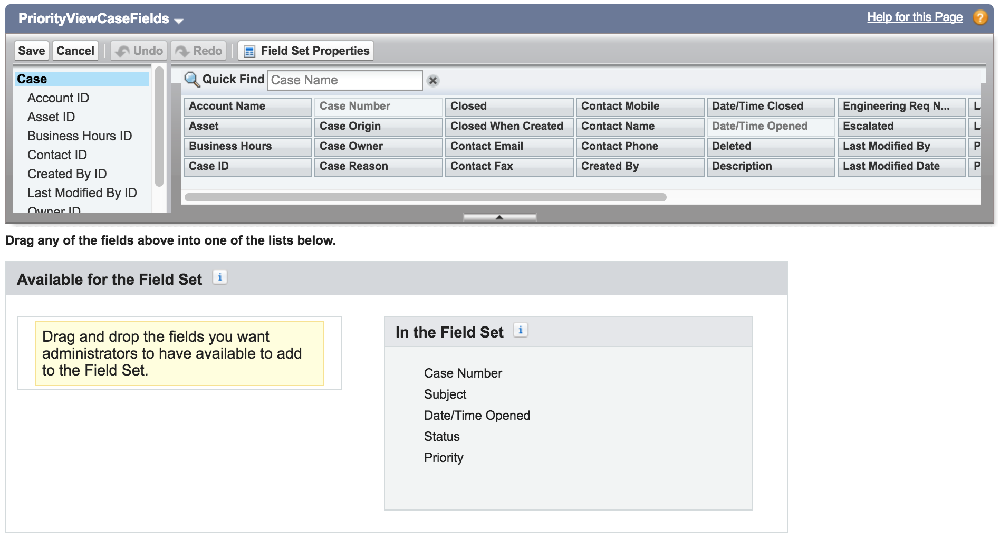 PriorityViewCaseFields
Help for this Page ?
Save Cancel Undo Redo Field Set Properties
Case
Account ID
Asset ID
Business Hours ID
Contact ID
Created By ID
Last Modified By ID
Owner ID
Quick Find Case Name
Account Name Case Number Closed Contact Mobile Date/Time Closed Engineering Req N... L
Asset Case Origin Closed When Created Contact Name Date/Time Opened Escalated L
Business Hours Case Owner Contact Email Contact Phone Deleted Last Modified By P
Case ID Case Reason Contact Fax Created By Description Last Modified Date P
Drag any of the fields above into one of the lists below.
Available for the Field Set i
Drag and drop the fields you want
administrators to have available to add
to the Field Set.
In the Field Set i
Case Number
Subject
Date/Time Opened
Status
Priority